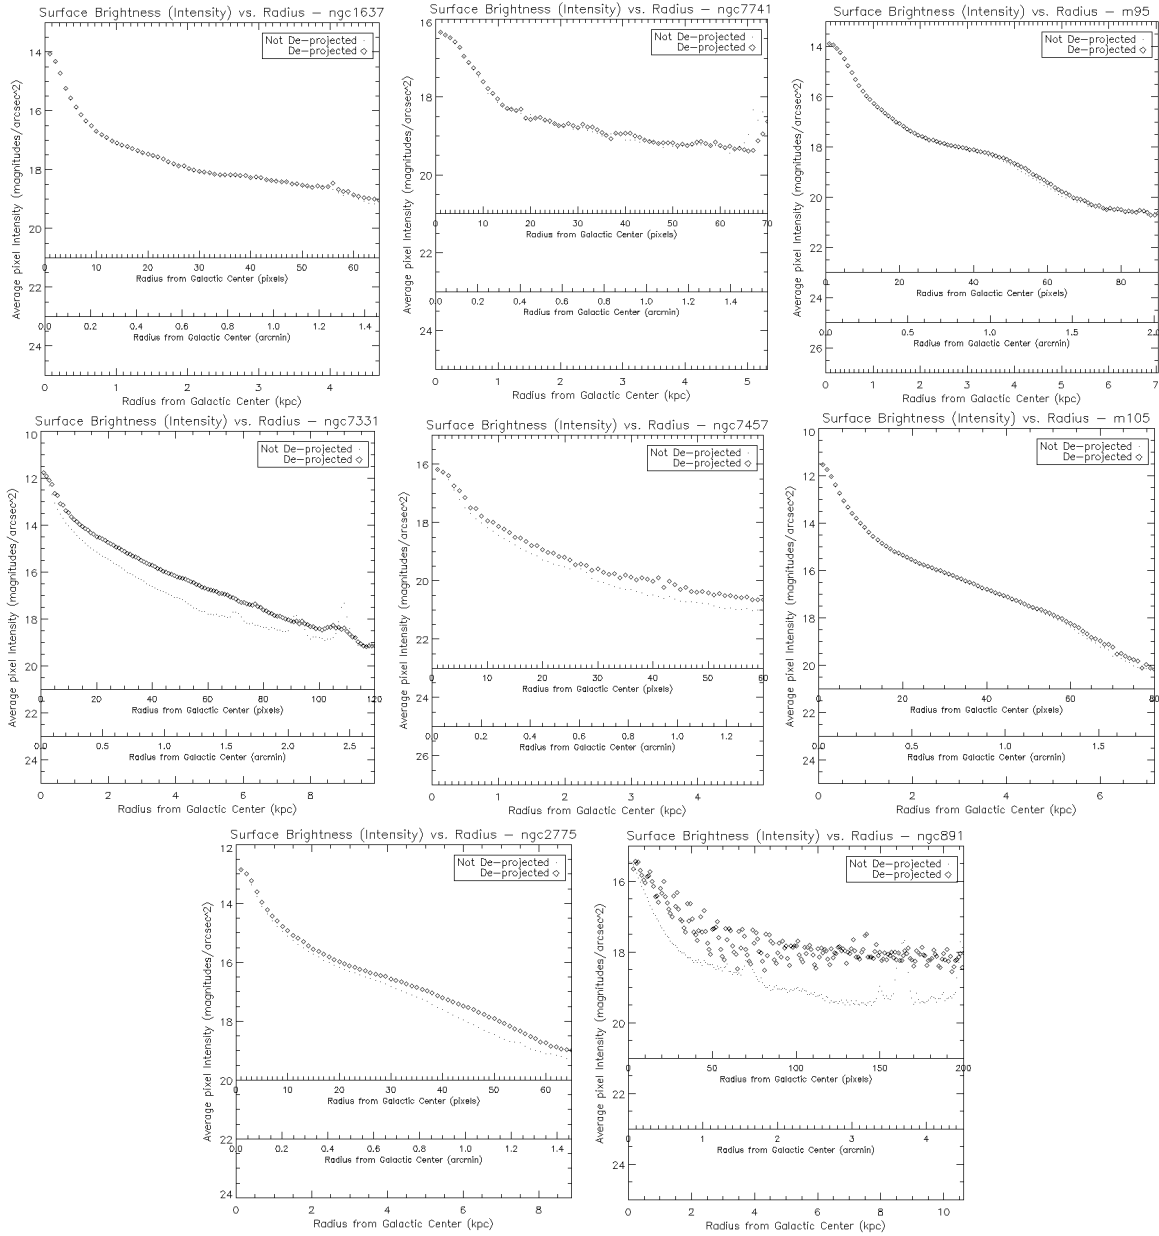 Surface Brightness (Intensity) vs. Radius – ngc1637
Not De–projected
De–projected ◇
Average pixel Intensity (magnitudes/arcsec^2)
14
16
18
20
22
24
0 10 20 30 40 50 60
Radius from Galactic Center (pixels)
0.0 0.2 0.4 0.6 0.8 1.0 1.2 1.4
Radius from Galactic Center (arcmin)
0 1 2 3 4
Radius from Galactic Center (kpc)
Surface Brightness (Intensity) vs. Radius – ngc7741
Not De–projected
De–projected ◇
Average pixel Intensity (magnitudes/arcsec^2)
16
18
20
22
24
0 10 20 30 40 50 60 70
Radius from Galactic Center (pixels)
0.0 0.2 0.4 0.6 0.8 1.0 1.2 1.4
Radius from Galactic Center (arcmin)
0 1 2 3 4 5
Radius from Galactic Center (kpc)
Surface Brightness (Intensity) vs. Radius – m95
Not De–projected
De–projected ◇
Average pixel Intensity (magnitudes/arcsec^2)
14
16
18
20
22
24
26
0 20 40 60 80
Radius from Galactic Center (pixels)
0.0 0.5 1.0 1.5 2.0
Radius from Galactic Center (arcmin)
0 1 2 3 4 5 6 7
Radius from Galactic Center (kpc)
Surface Brightness (Intensity) vs. Radius – ngc7331
Not De–projected
De–projected ◇
Average pixel Intensity (magnitudes/arcsec^2)
10
12
14
16
18
20
22
24
0 20 40 60 80 100 120
Radius from Galactic Center (pixels)
0.0 0.5 1.0 1.5 2.0 2.5
Radius from Galactic Center (arcmin)
0 2 4 6 8
Radius from Galactic Center (kpc)
Surface Brightness (Intensity) vs. Radius – ngc7457
Not De–projected
De–projected ◇
Average pixel Intensity (magnitudes/arcsec^2)
16
18
20
22
24
26
0 10 20 30 40 50 60
Radius from Galactic Center (pixels)
0.0 0.2 0.4 0.6 0.8 1.0 1.2
Radius from Galactic Center (arcmin)
0 1 2 3 4
Radius from Galactic Center (kpc)
Surface Brightness (Intensity) vs. Radius – m105
Not De–projected
De–projected ◇
Average pixel Intensity (magnitudes/arcsec^2)
10
12
14
16
18
20
22
24
0 20 40 60 80
Radius from Galactic Center (pixels)
0.0 0.5 1.0 1.5
Radius from Galactic Center (arcmin)
0 2 4 6
Radius from Galactic Center (kpc)
Surface Brightness (Intensity) vs. Radius – ngc2775
Not De–projected
De–projected ◇
Average pixel Intensity (magnitudes/arcsec^2)
12
14
16
18
20
22
24
0 10 20 30 40 50 60
Radius from Galactic Center (pixels)
0.0 0.2 0.4 0.6 0.8 1.0 1.2 1.4
Radius from Galactic Center (arcmin)
0 2 4 6 8
Radius from Galactic Center (kpc)
Surface Brightness (Intensity) vs. Radius – ngc891
Not De–projected
De–projected ◇
Average pixel Intensity (magnitudes/arcsec^2)
16
18
20
22
24
0 50 100 150 200
Radius from Galactic Center (pixels)
0 1 2 3 4
Radius from Galactic Center (arcmin)
0 2 4 6 8 10
Radius from Galactic Center (kpc)